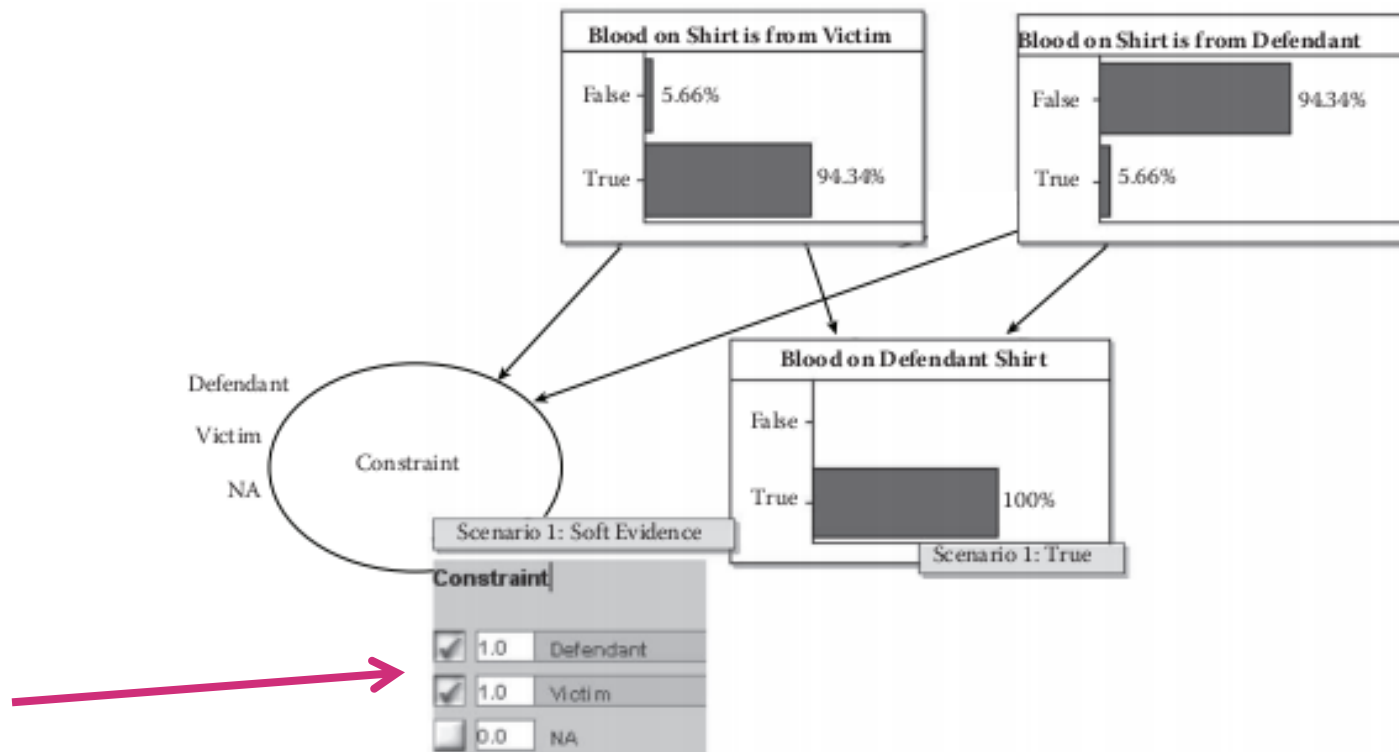 Blood on Shirt is from Victim
False
5.66%
True
94.34%
Blood on Shirt is from Defendant
False
94.34%
True
5.66%
Defendant
Victim
NA
Constraint
Blood on Defendant Shirt
False
True
100%
Scenario 1: Soft Evidence
Scenario 1: True
Constraint
1.0 Defendant
1.0 Victim
0.0 NA